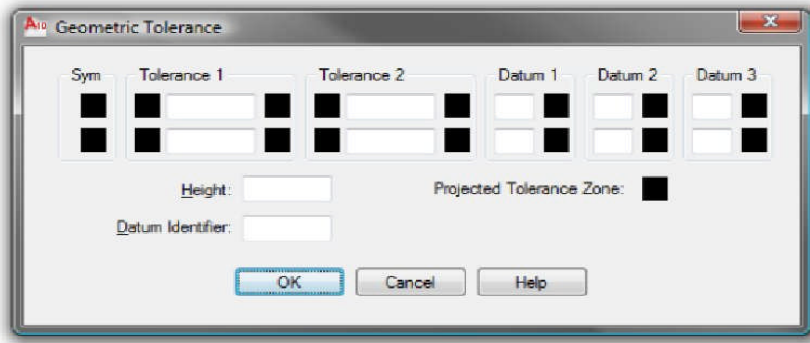 A10 Geometric Tolerance
Sym Tolerance 1 Tolerance 2 Datum 1 Datum 2 Datum 3
Height: Projected Tolerance Zone:
Datum Identifier:
OK Cancel Help